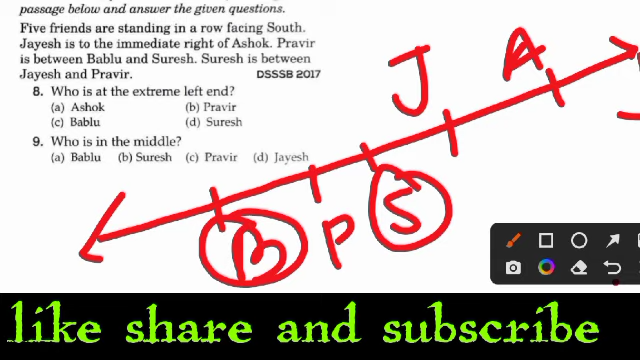 passage below and answer the given questions.
Five friends are standing in a row facing South.
Jayesh is to the immediate right of Ashok. Pravir
is between Bablu and Suresh. Suresh is between
Jayesh and Pravir. DSSSB 2017
8. Who is at the extreme left end?
(a) Ashok (b) Pravir
(c) Bablu (d) Suresh
9. Who is in the middle?
(a) Bablu (b) Suresh (c) Pravir (d) Jayesh
J A
B P S
like share and subscribe